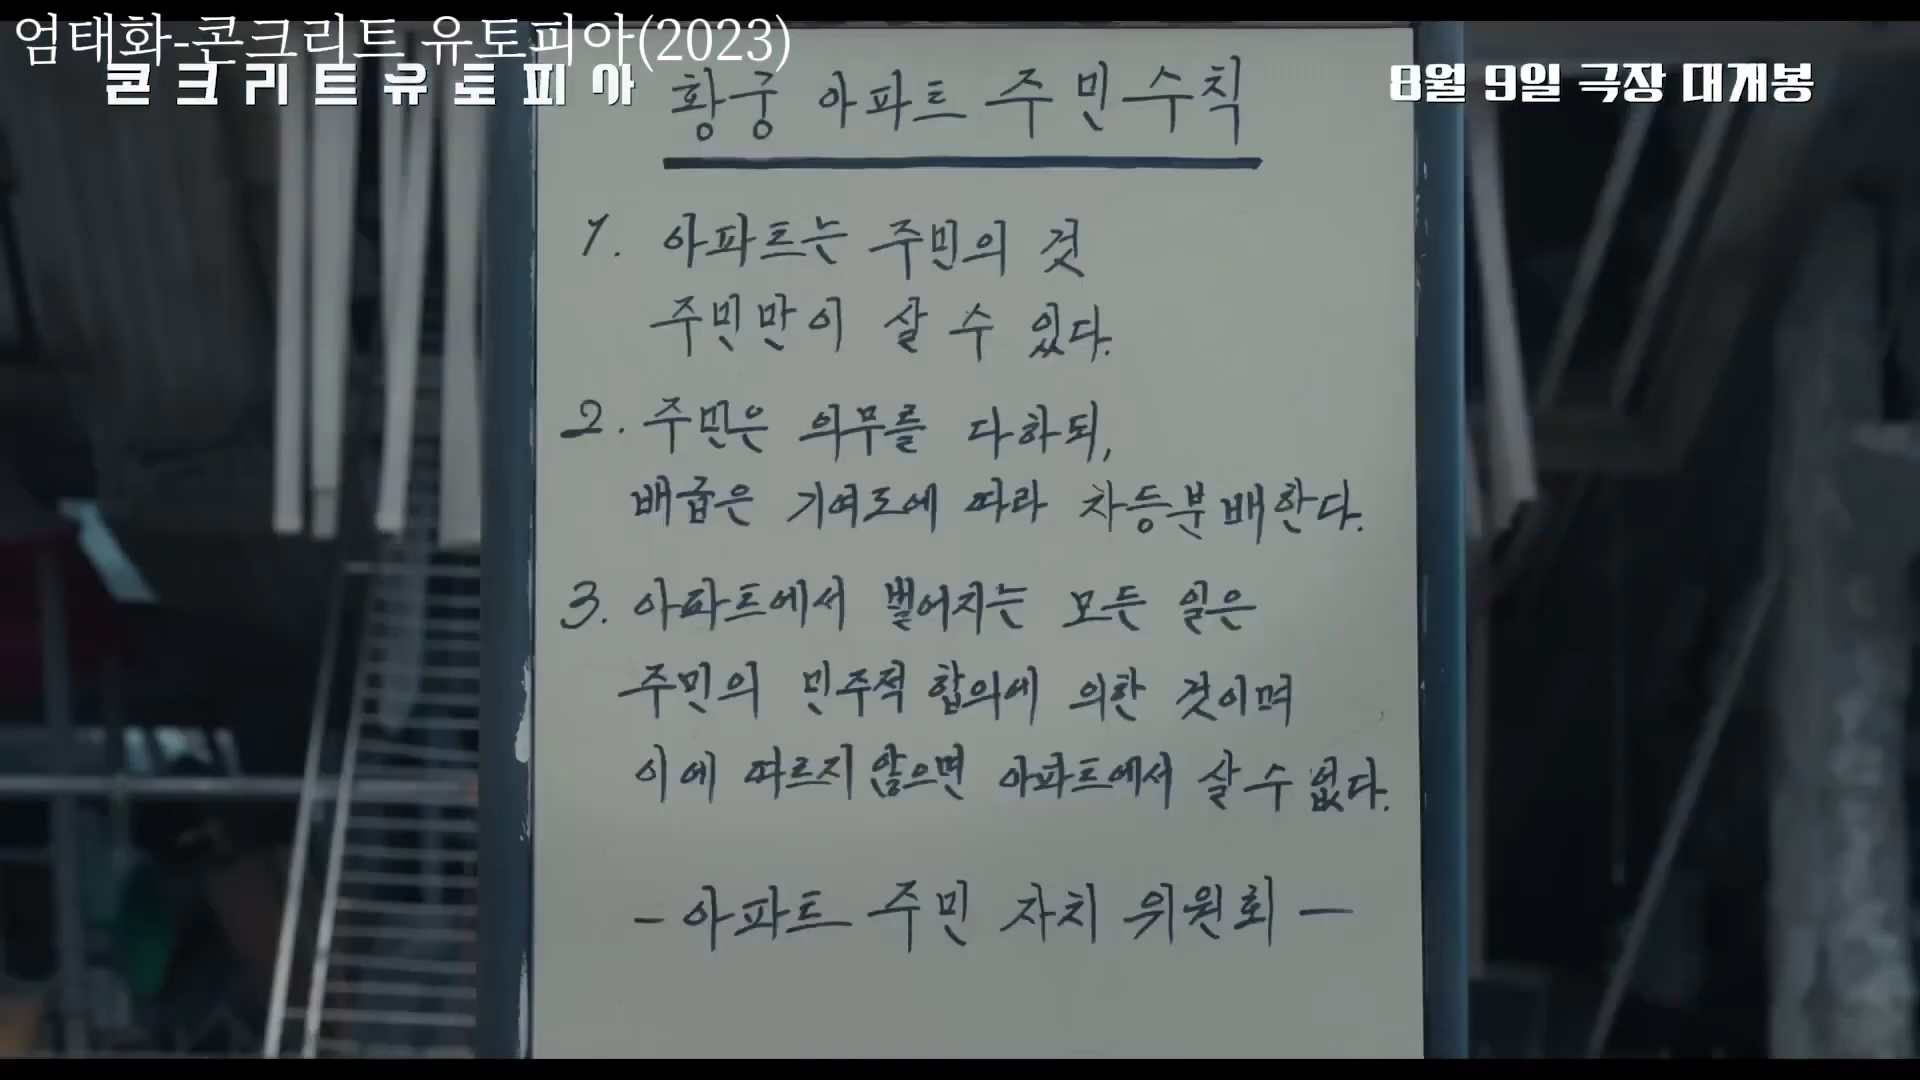 엄태화-콘크리트 유토피아(2023)
콘크리트유토피아
8월 9일 극장 대개봉
황궁 아파트 주민수칙
1. 아파트는 주민의 것
주민만이 살 수 있다.
2. 주민은 의무를 다하되,
배급은 기여도에 따라 차등분배한다.
3. 아파트에서 벌어지는 모든 일은
주민의 민주적 합의에 의한 것이며
이에 따르지 않으면 아파트에서 살 수 없다.
- 아파트 주민 자치 위원회 -